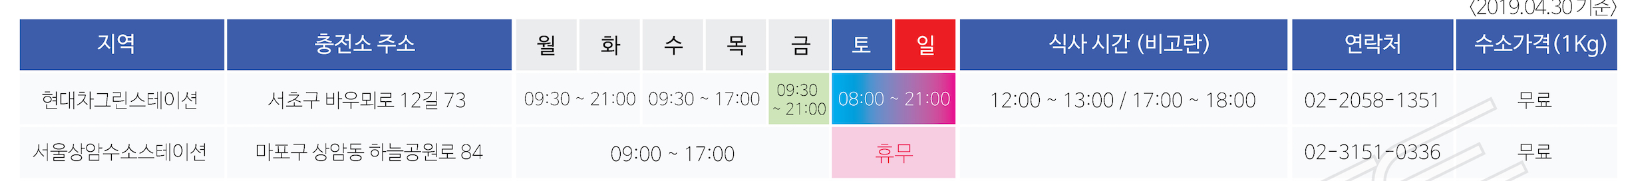 (2019.04.30 기준)
지역 충전소 주소 월 화 수 목 금 토 일 식사 시간 (비고란) 연락처 수소가격(1Kg)
현대차그린스테이션 서초구 바우뫼로 12길 73 09:30 ~ 21:00 09:30 ~ 17:00 09:30 ~ 21:00 08:00 ~ 21:00 12:00 ~ 13:00 / 17:00 ~ 18:00 02-2058-1351 무료
서울상암수소스테이션 마포구 상암동 하늘공원로 84 09:00 ~ 17:00 휴무 02-3151-0336 무료